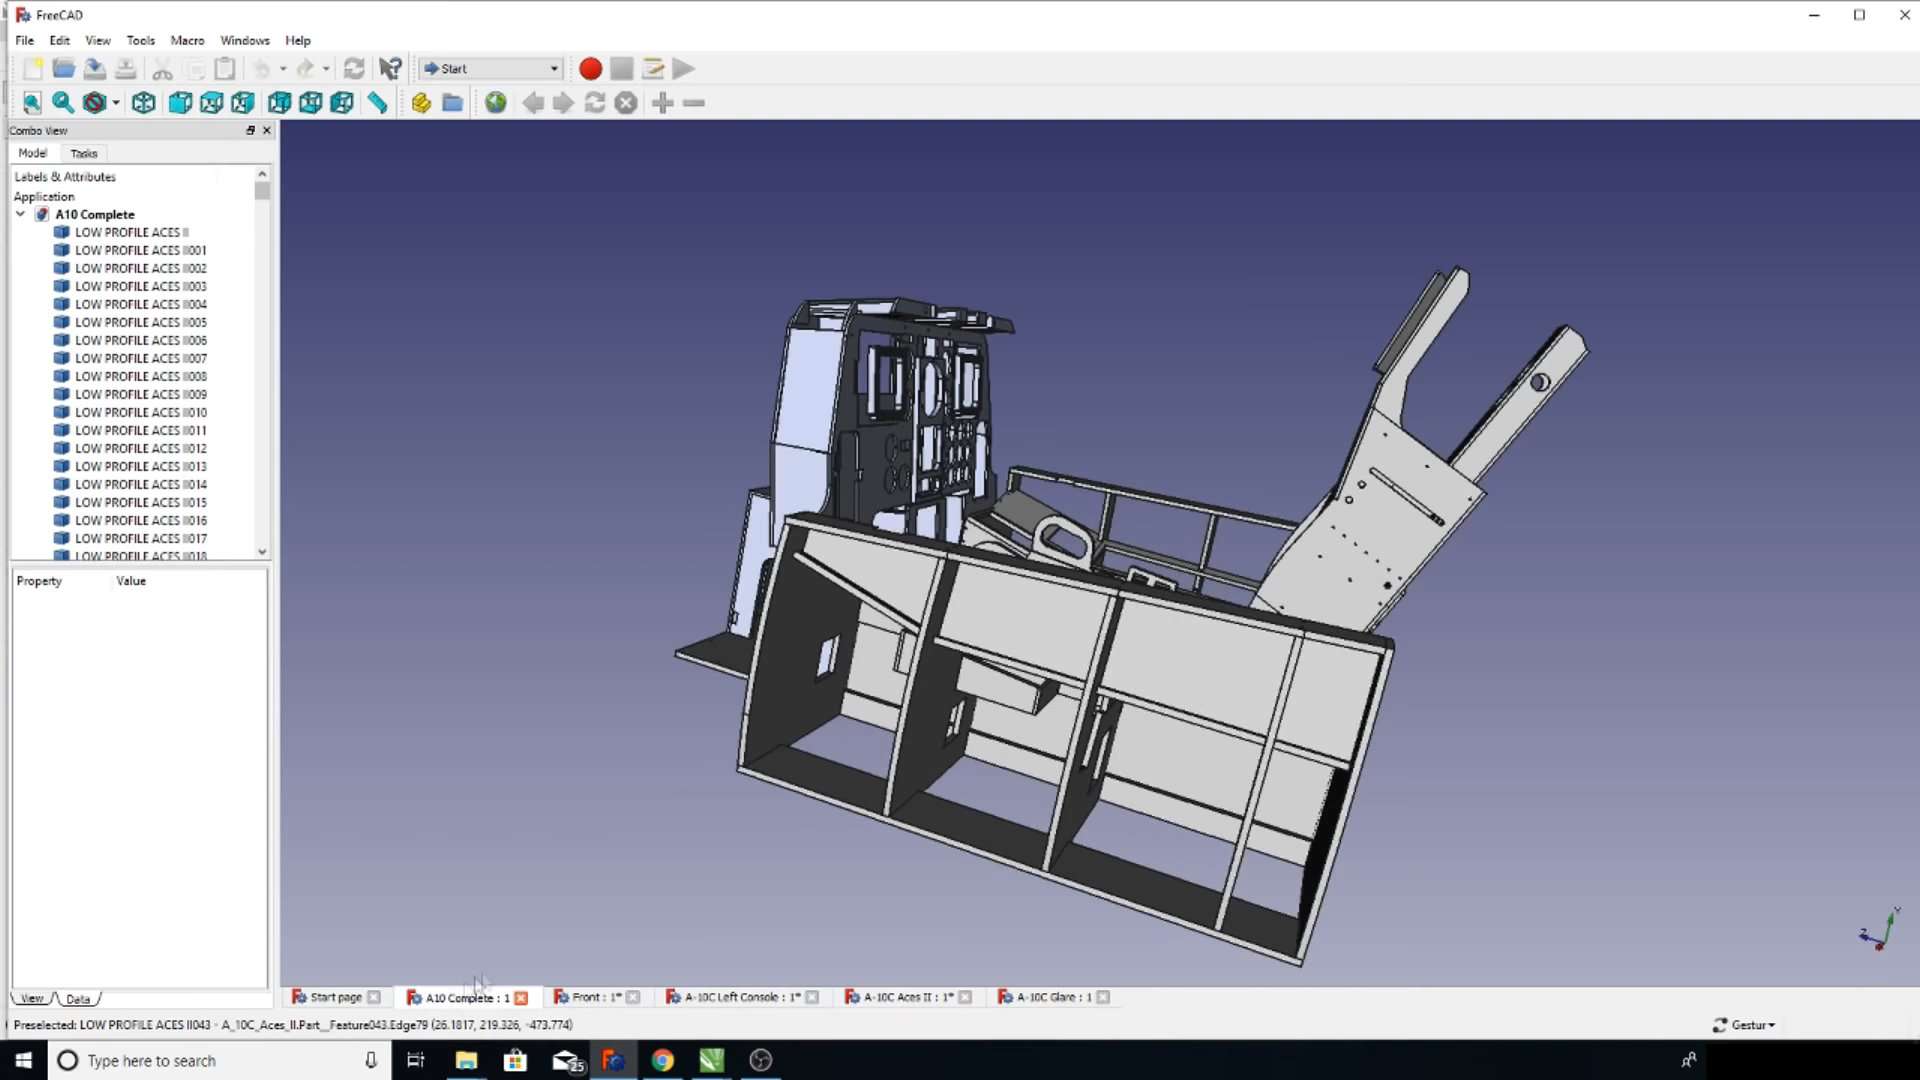 FreeCAD
File Edit View Tools Macro Windows Help
Start
Combo View
Model Tasks
Labels & Attributes
Application
A10 Complete
LOW PROFILE ACES II
LOW PROFILE ACES II001
LOW PROFILE ACES II002
LOW PROFILE ACES II003
LOW PROFILE ACES II004
LOW PROFILE ACES II005
LOW PROFILE ACES II006
LOW PROFILE ACES II007
LOW PROFILE ACES II008
LOW PROFILE ACES II009
LOW PROFILE ACES II010
LOW PROFILE ACES II011
LOW PROFILE ACES II012
LOW PROFILE ACES II013
LOW PROFILE ACES II014
LOW PROFILE ACES II015
LOW PROFILE ACES II016
LOW PROFILE ACES II017
LOW PROFILE ACES II018
Property Value
Y
Z
View Data
Start page A10 Complete : 1 Front : 1* A-10C Left Console : 1* A-10C Aces II : 1* A-10C Glare : 1
Preselected: LOW PROFILE ACES II043 - A_10C_Aces_II.Part__Feature043.Edge79 (26.1817, 219.326, -473.774) Gestur
Type here to search 25